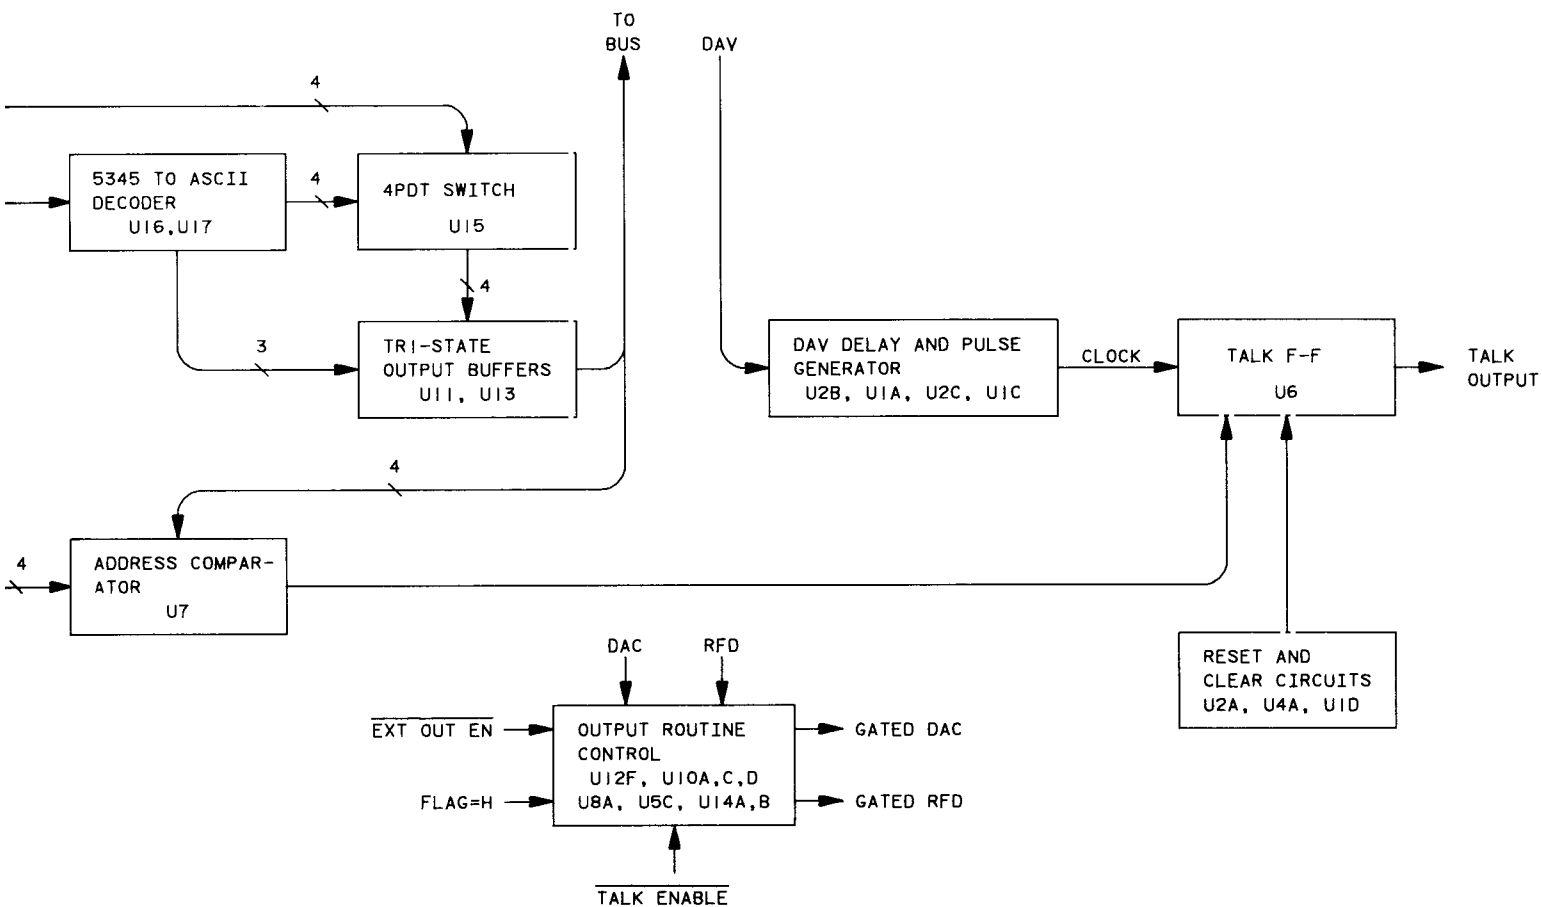 TO
BUS
DAV
4
5345 TO ASCII
DECODER
U16,U17
4
4PDT SWITCH
U15
4
3
TRI-STATE
OUTPUT BUFFERS
U11, U13
DAV DELAY AND PULSE
GENERATOR
U2B, U1A, U2C, U1C
CLOCK
TALK F-F
U6
TALK
OUTPUT
4
4
ADDRESS COMPAR-
ATOR
U7
RESET AND
CLEAR CIRCUITS
U2A, U4A, U1D
DAC
RFD
EXT OUT EN
OUTPUT ROUTINE
CONTROL
U12F, U10A,C,D
U8A, U5C, U14A,B
GATED DAC
FLAG=H
GATED RFD
TALK ENABLE